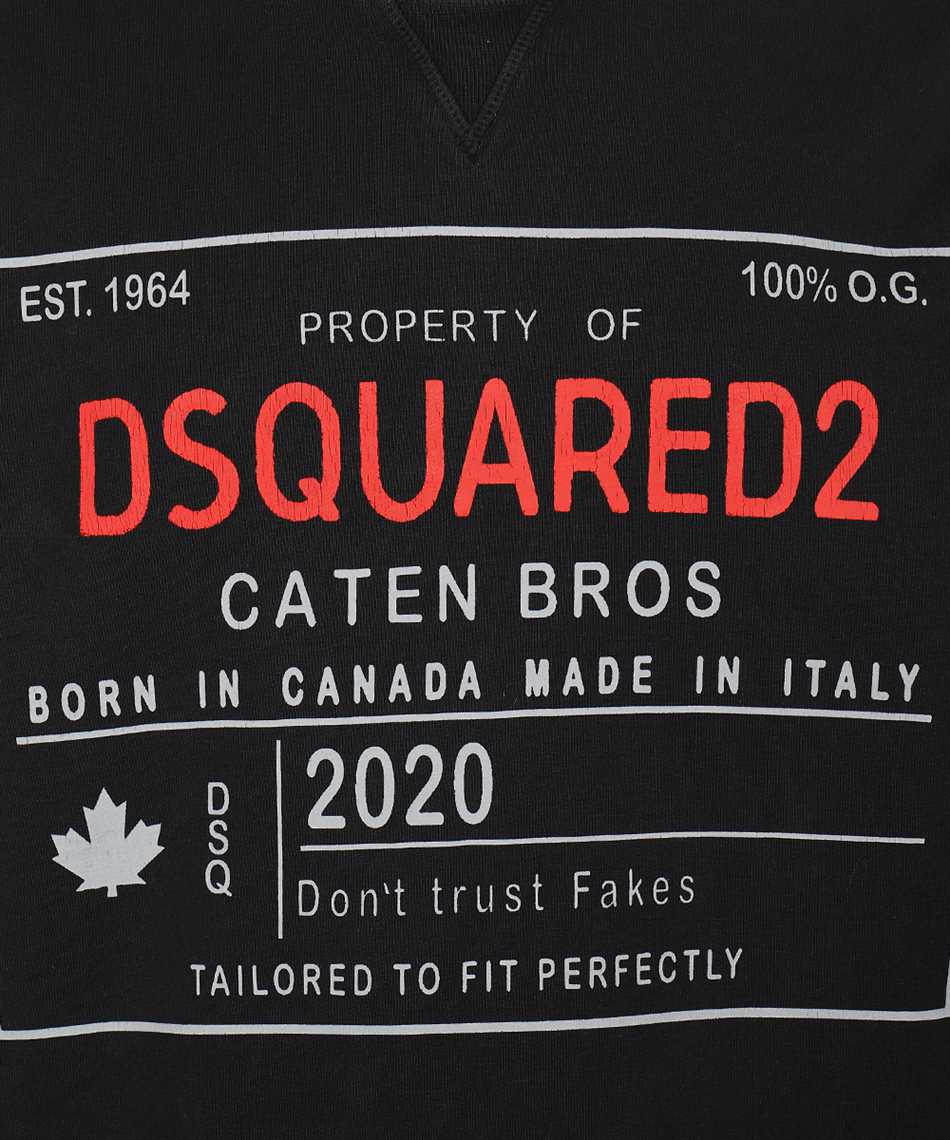 EST. 1964
100% O.G.
PROPERTY OF
DSQUARED2
CATEN BROS
BORN IN CANADA MADE IN ITALY
DSQ
2020
Don't trust Fakes
TAILORED TO FIT PERFECTLY